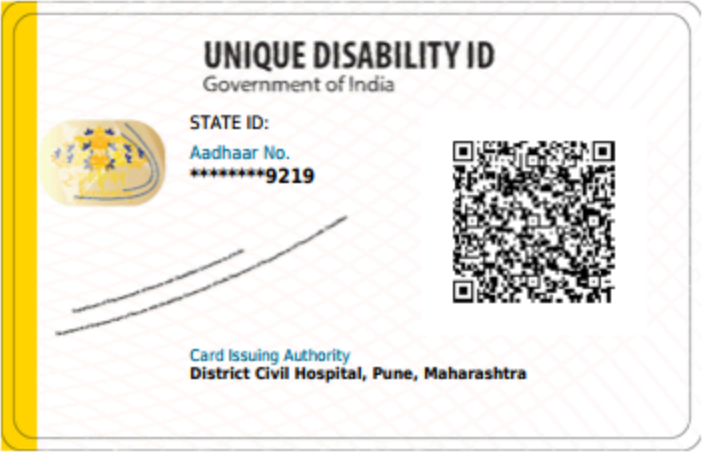 UNIQUE DISABILITY ID
Government of India
STATE ID:
Aadhaar No.
********9219
Card Issuing Authority
District Civil Hospital, Pune, Maharashtra